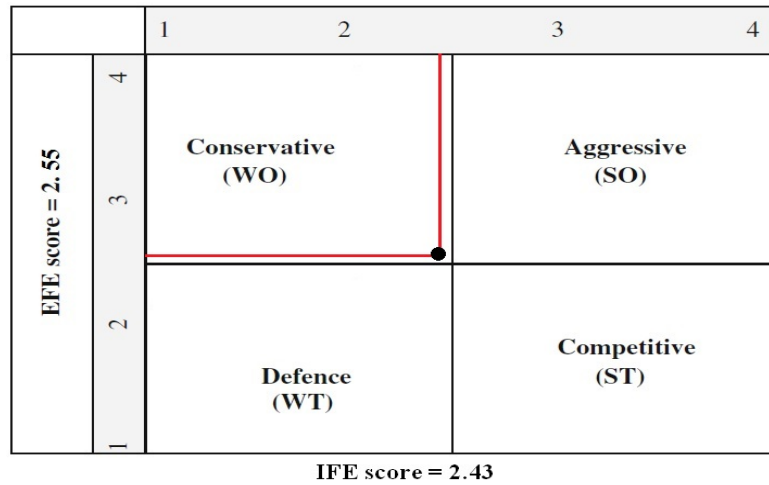 1 2 3 4
4
Conservative
(WO)
Aggressive
(SO)
3
EFE score = 2. 55
2
Defence
(WT)
Competitive
(ST)
1
IFE score = 2.43